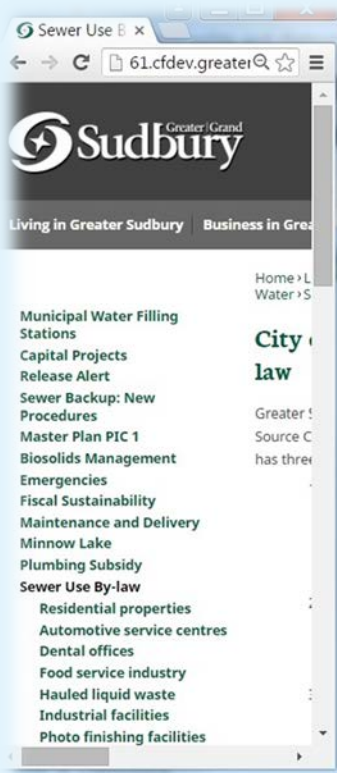 Sewer Use B
61.cfdev.greater
Greater Grand
Sudbury
Living in Greater Sudbury
Business in Grea
Home › L
Water › S
Municipal Water Filling
Stations
Capital Projects
Release Alert
Sewer Backup: New
Procedures
Master Plan PIC 1
Biosolids Management
Emergencies
Fiscal Sustainability
Maintenance and Delivery
Minnow Lake
Plumbing Subsidy
Sewer Use By-law
Residential properties
Automotive service centres
Dental offices
Food service industry
Hauled liquid waste
Industrial facilities
Photo finishing facilities
City
law
Greater S
Source C
has three